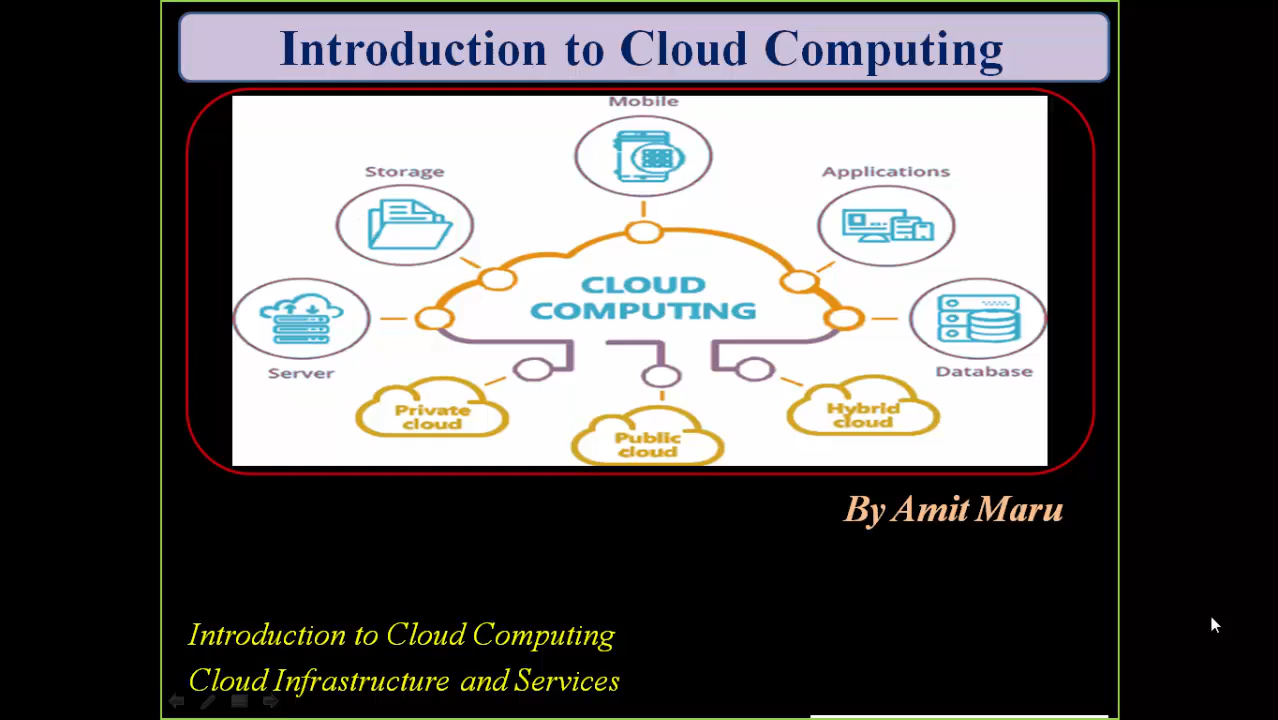 Introduction to Cloud Computing
Mobile
Storage
Applications
CLOUD
COMPUTING
Server
Database
Private
cloud
Public
cloud
Hybrid
cloud
By Amit Maru
Introduction to Cloud Computing
Cloud Infrastructure and Services